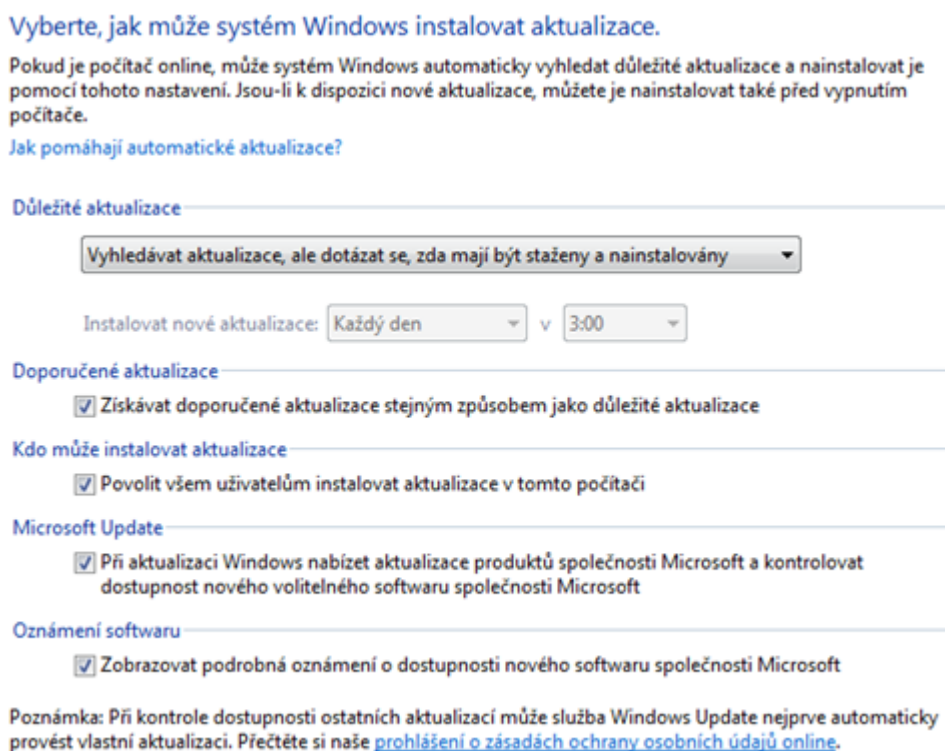 Vyberte, jak může systém Windows instalovat aktualizace.
Pokud je počítač online, může systém Windows automaticky vyhledat důležité aktualizace a nainstalovat je
pomocí tohoto nastavení. Jsou-li k dispozici nové aktualizace, můžete je nainstalovat také před vypnutím
počítače.
Jak pomáhají automatické aktualizace?
Důležité aktualizace
Vyhledávat aktualizace, ale dotázat se, zda mají být staženy a nainstalovány
Instalovat nové aktualizace: Každý den v 3:00
Doporučené aktualizace
Získávat doporučené aktualizace stejným způsobem jako důležité aktualizace
Kdo může instalovat aktualizace
Povolit všem uživatelům instalovat aktualizace v tomto počítači
Microsoft Update
Při aktualizaci Windows nabízet aktualizace produktů společnosti Microsoft a kontrolovat
dostupnost nového volitelného softwaru společnosti Microsoft
Oznámení softwaru
Zobrazovat podrobná oznámení o dostupnosti nového softwaru společnosti Microsoft
Poznámka: Při kontrole dostupnosti ostatních aktualizací může služba Windows Update nejprve automaticky
provést vlastní aktualizaci. Přečtěte si naše prohlášení o zásadách ochrany osobních údajů online.